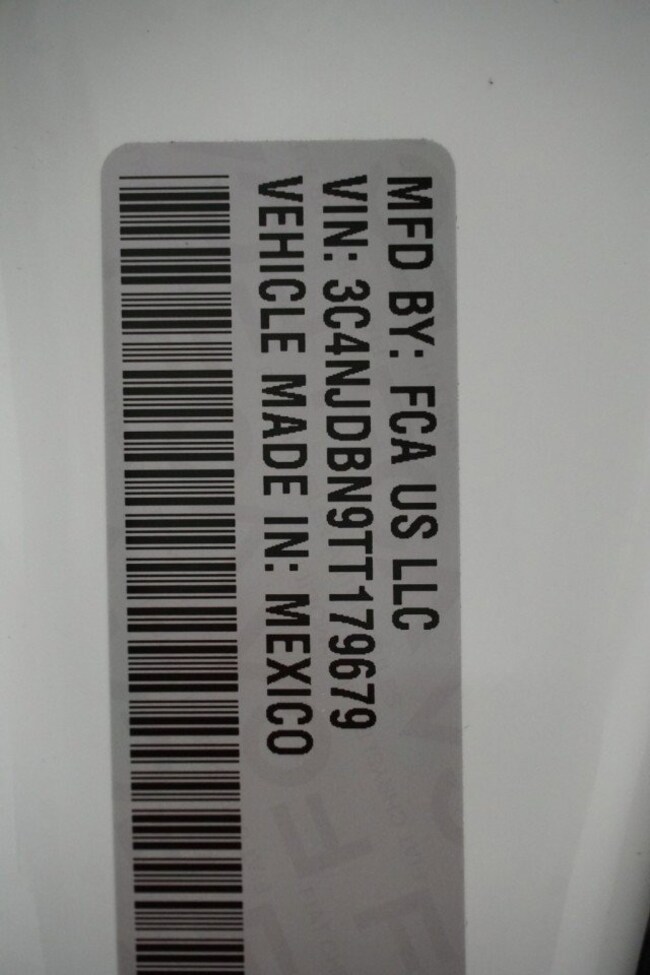 MFD BY: FCA US LLC
VIN: 3C4NJDBN9TT179679
VEHICLE MADE IN: MEXICO